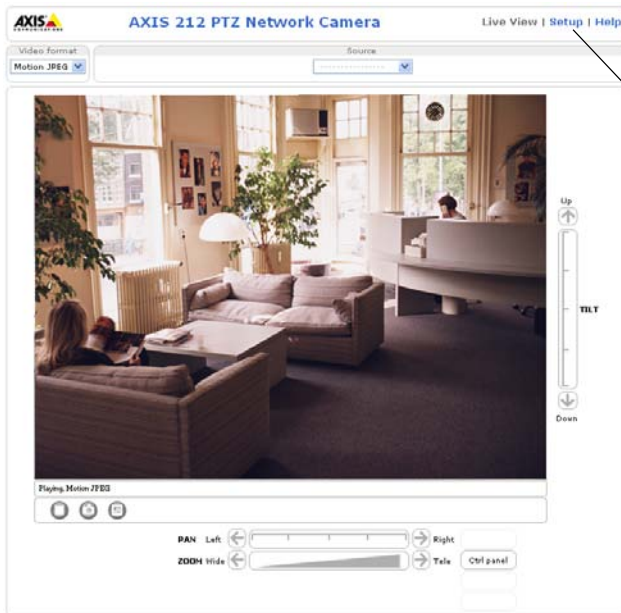 AXIS
COMMUNICATIONS
AXIS 212 PTZ Network Camera
Live View | Setup | Help
Video format
Source
Motion JPEG
----------------
Up
TILT
Down
Playing, Motion JPEG
PAN Left Right
ZOOM Wide Tele Ctrl panel